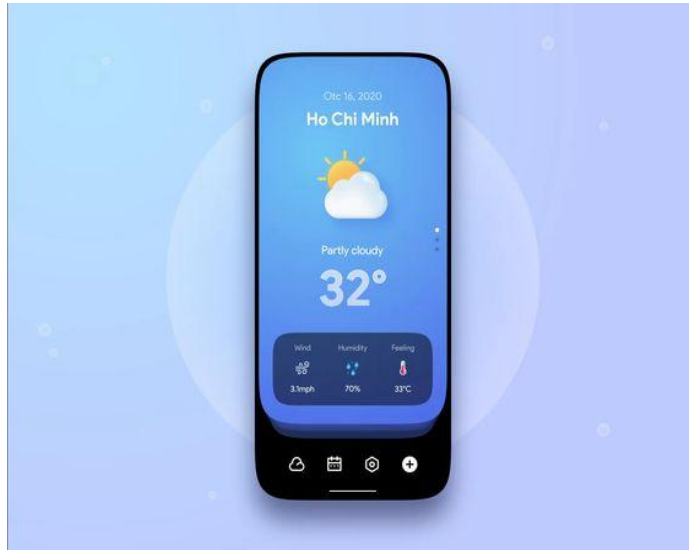 Otc 16, 2020
Ho Chi Minh
Partly cloudy
32°
Wind Humidity Feeling
3.1mph 70% 33°C